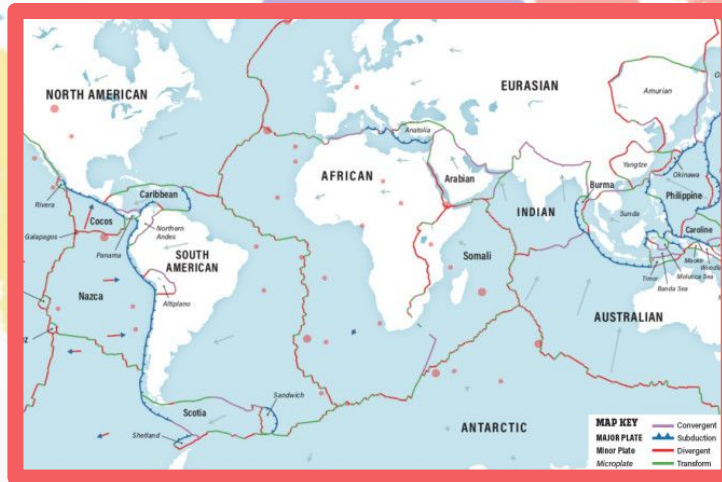 NORTH AMERICAN
EURASIAN
Amurian
Anatolia
Yangtze
Okinawa
AFRICAN
Arabian
Burma
Philippine
Rivera
Caribbean
Cocos
INDIAN
Sunda
Galapagos
Northern
Andes
Caroline
Panama
SOUTH
AMERICAN
Somali
Timor
Molucca Sea
Banda Sea
Nazca
Altiplano
AUSTRALIAN
Sandwich
Scotia
Shetland
ANTARCTIC
MAP KEY
MAJOR PLATE
Minor Plate
Microplate
Convergent
Subduction
Divergent
Transform